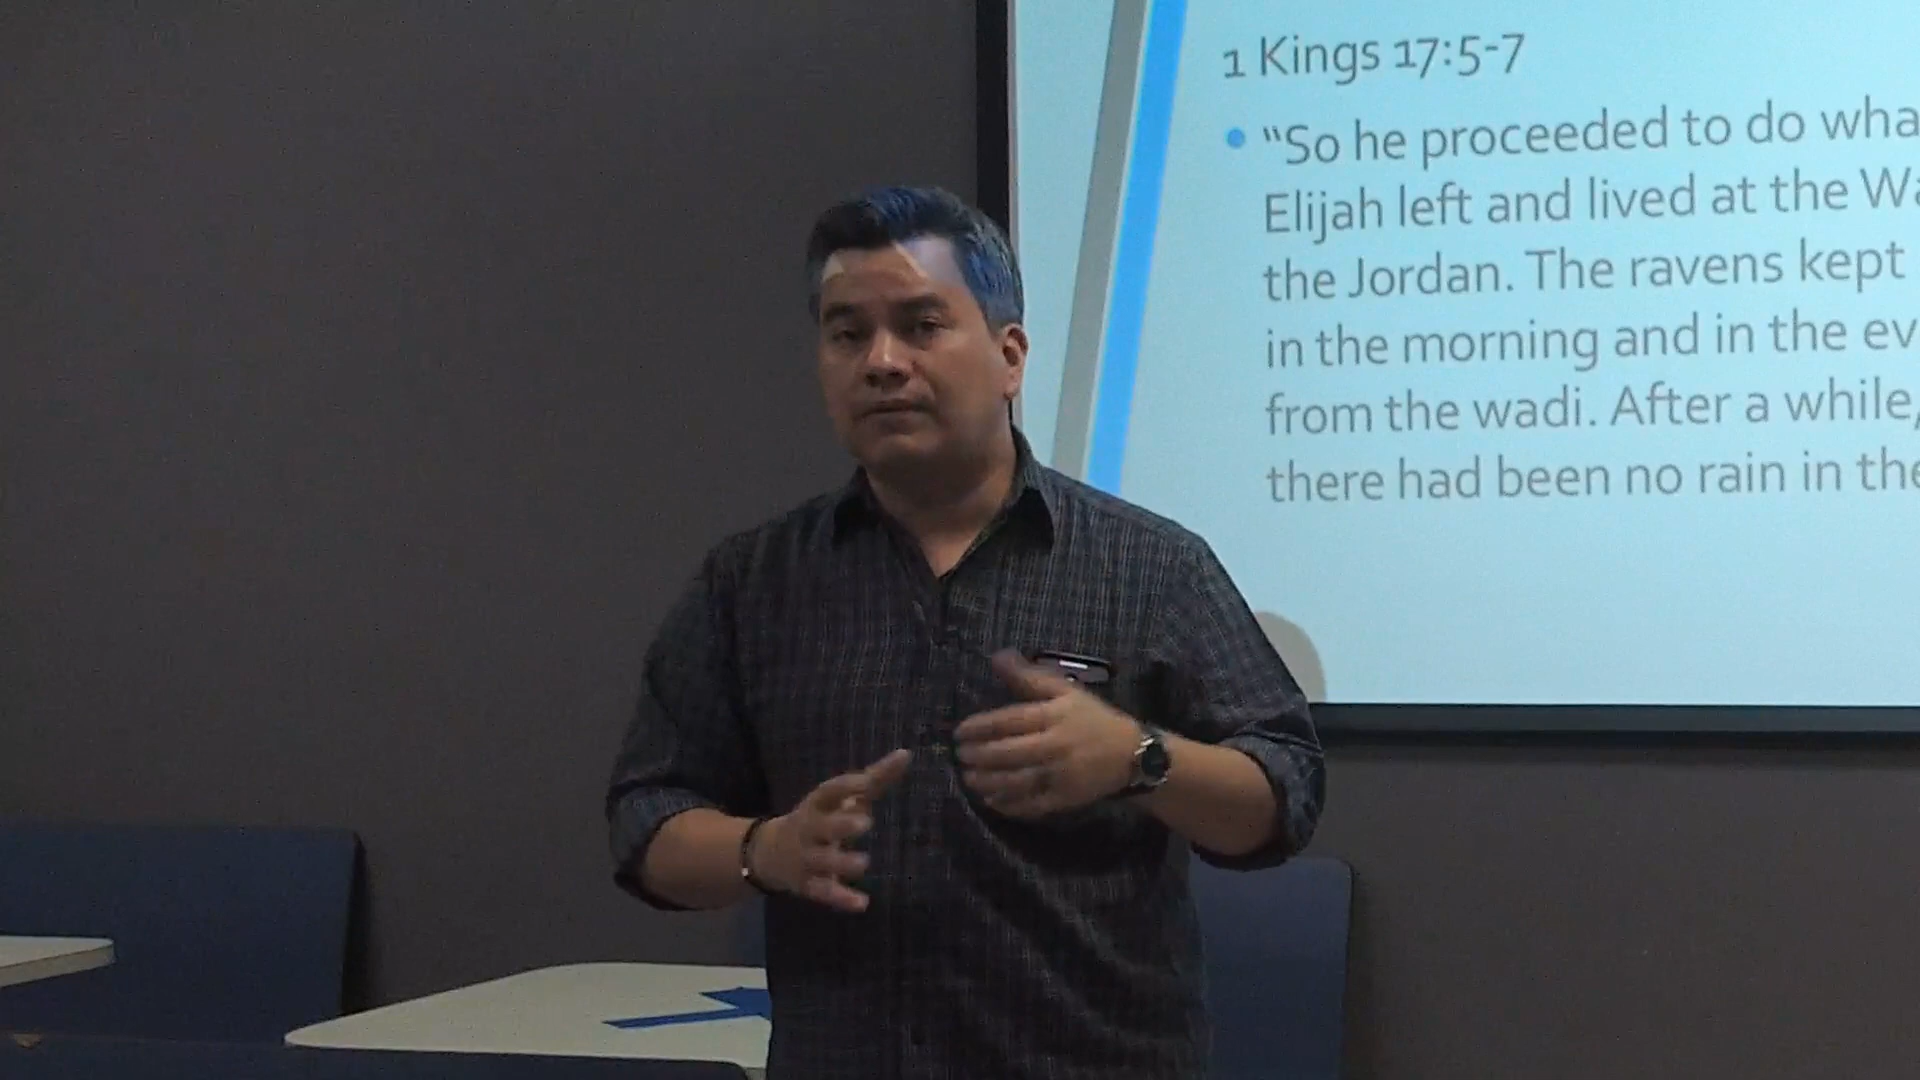 1 Kings 17:5-7
• “So he proceeded to do wha
Elijah left and lived at the Wa
the Jordan. The ravens kept
in the morning and in the ev
from the wadi. After a while,
there had been no rain in the